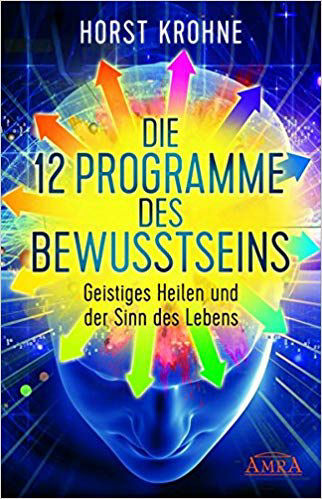 HORST KROHNE
DIE
12 PROGRAMME
DES
BEWUSSTSEINS
Geistiges Heilen und
der Sinn des Lebens
AMRA